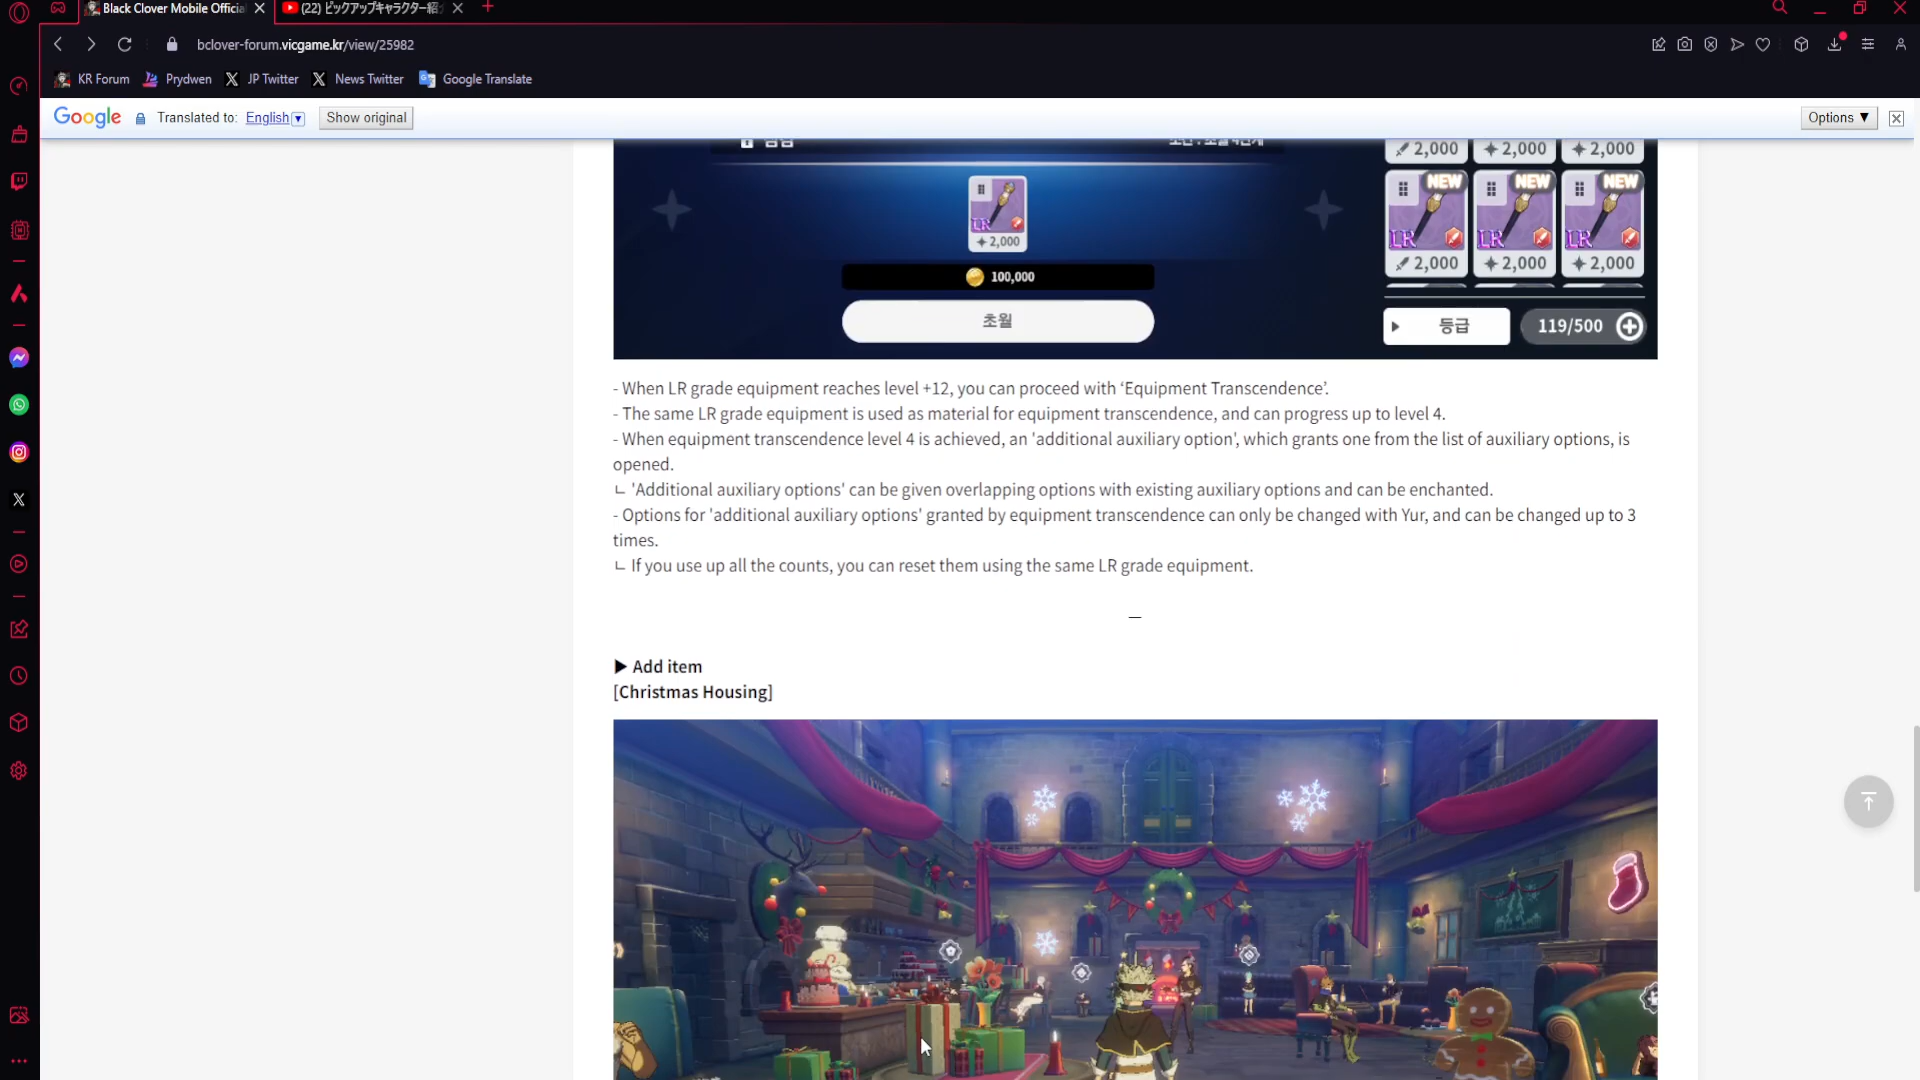 Black Clover Mobile Officia
(22) ピックアップキャラクター紹
bclover-forum.vicgame.kr/view/25982
KR Forum
Prydwen
JP Twitter
News Twitter
Google Translate
Google
Translated to: English
Show original
Options ▼
2,000 2,000 2,000
NEW NEW NEW
LR
2,000
LR LR LR
2,000 2,000 2,000
100,000
초월
등급
119/500
- When LR grade equipment reaches level +12, you can proceed with ‘Equipment Transcendence’.
- The same LR grade equipment is used as material for equipment transcendence, and can progress up to level 4.
- When equipment transcendence level 4 is achieved, an 'additional auxiliary option', which grants one from the list of auxiliary options, is
opened.
ㄴ 'Additional auxiliary options' can be given overlapping options with existing auxiliary options and can be enchanted.
- Options for 'additional auxiliary options' granted by equipment transcendence can only be changed with Yur, and can be changed up to 3
times.
ㄴ If you use up all the counts, you can reset them using the same LR grade equipment.
—
▶ Add item
[Christmas Housing]